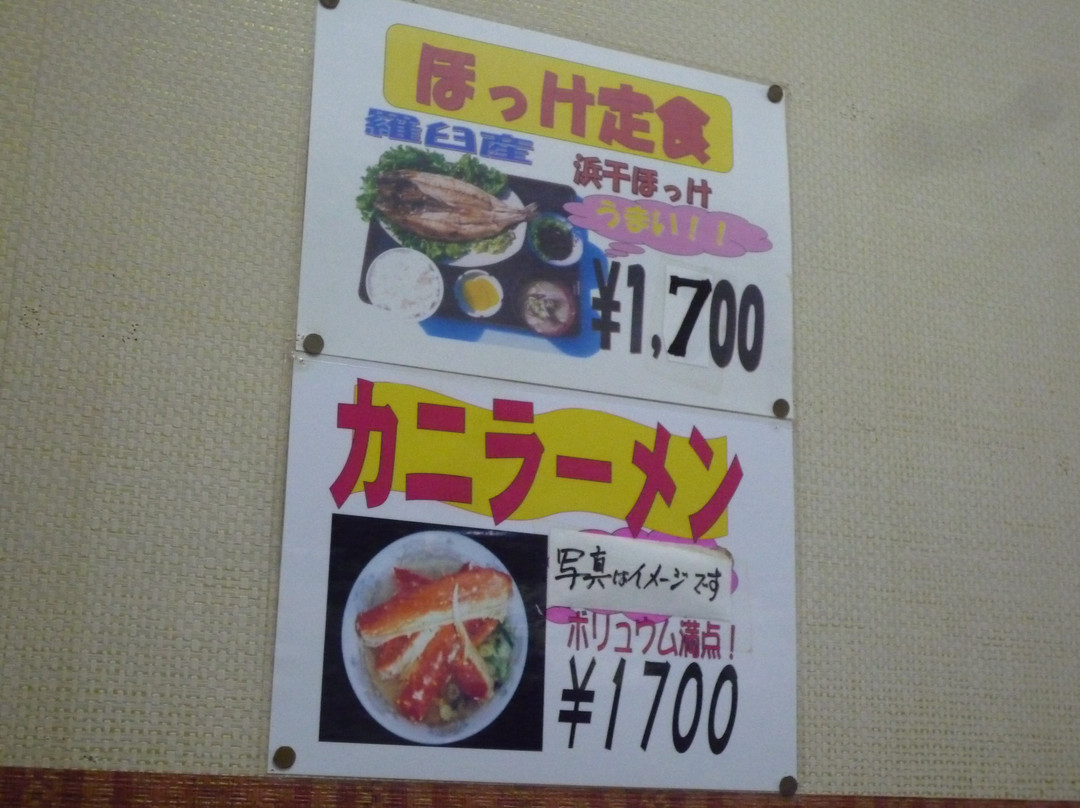 ほっけ定食
羅臼産
浜干ほっけ
うまい！！
¥1,700
カニラーメン
写真はイメージです
ボリュウム満点！
¥1700